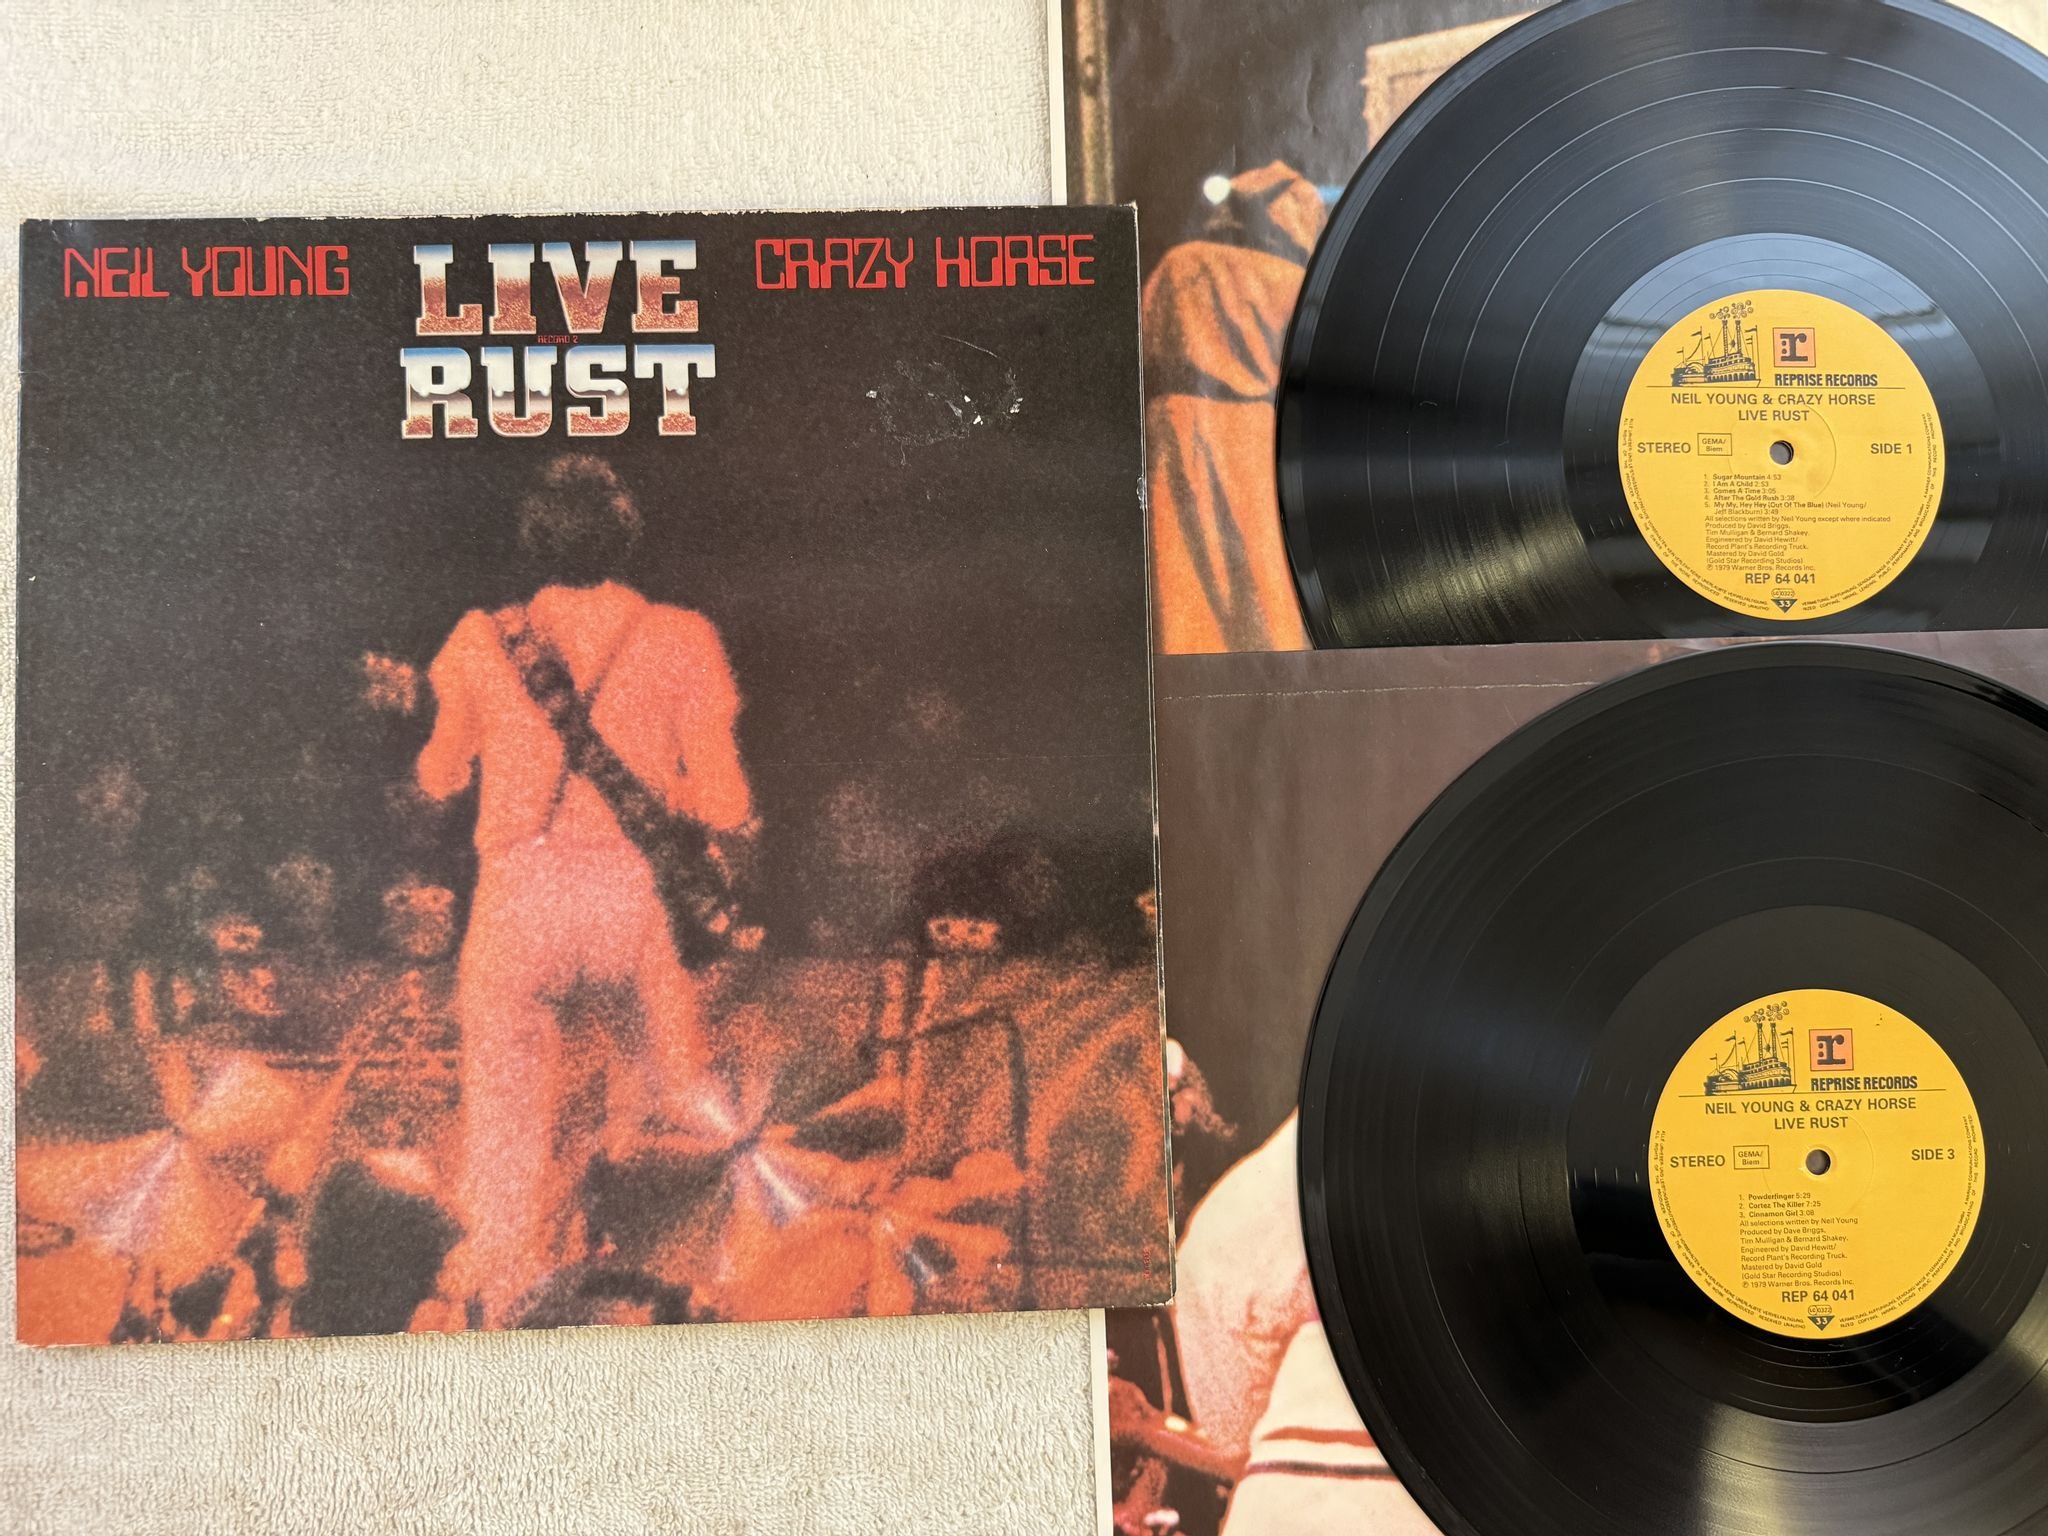 NEIL YOUNG
LIVE
RECORD 2
RUST
CRAZY HORSE
r
REPRISE RECORDS
NEIL YOUNG & CRAZY HORSE
LIVE RUST
STEREO
GEMA/
Biem
SIDE 1
1. Sugar Mountain 4:53
2. I Am A Child 2:53
3. Comes A Time 3:05
4. After The Gold Rush 3:38
5. My My, Hey Hey (Out Of The Blue) (Neil Young/
Jeff Blackburn) 3:49
All selections written by Neil Young except where indicated
Produced by David Briggs,
Tim Mulligan & Bernard Shakey.
Engineered by David Hewitt/
Record Plant's Recording Truck.
Mastered by David Gold
(Gold Star Recording Studios)
℗ 1979 Warner Bros. Records Inc.
REP 64 041
LC 0322
33
r
REPRISE RECORDS
NEIL YOUNG & CRAZY HORSE
LIVE RUST
STEREO
GEMA/
Biem
SIDE 3
1. Powderfinger 5:29
2. Cortez The Killer 7:25
3. Cinnamon Girl 3:08
All selections written by Neil Young
Produced by Dave Briggs,
Tim Mulligan & Bernard Shakey.
Engineered by David Hewitt/
Record Plant's Recording Truck.
Mastered by David Gold
(Gold Star Recording Studios)
℗ 1979 Warner Bros. Records Inc.
REP 64 041
LC 0322
33